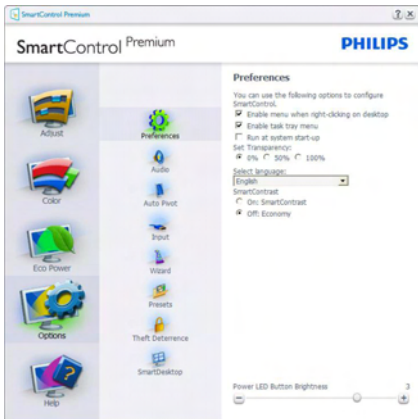 SmartControl Premium
SmartControl Premium
PHILIPS
Adjust
Color
Eco Power
Options
Help
Preferences
Audio
Auto Pivot
Input
Wizard
Presets
Theft Deterrence
SmartDesktop
Preferences
You can use the following options to configure
SmartControl.
Enable menu when right-clicking on desktop
Enable task tray menu
Run at system start-up
Set Transparency:
0% 50% 100%
Select language:
English
SmartContrast
On: SmartContrast
Off: Economy
Power LED Button Brightness 3